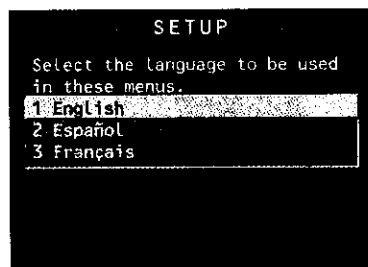 SETUP
Select the language to be used
in these menus.
1 English
2 Español
3 Français